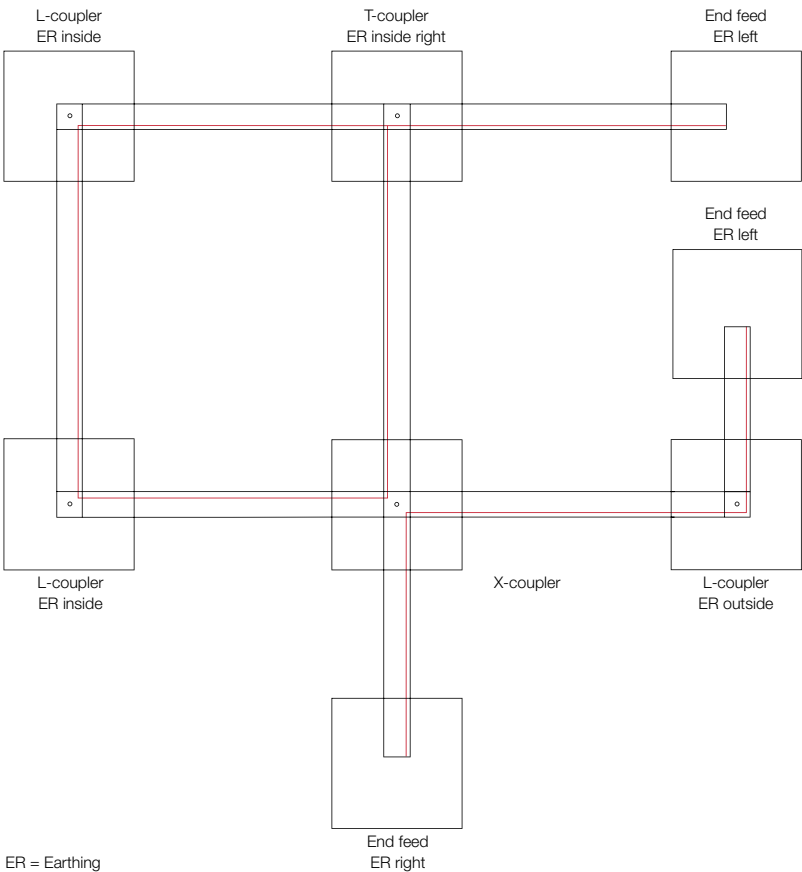 L-coupler
ER inside
T-coupler
ER inside right
End feed
ER left
End feed
ER left
L-coupler
ER inside
X-coupler
L-coupler
ER outside
End feed
ER right
ER = Earthing